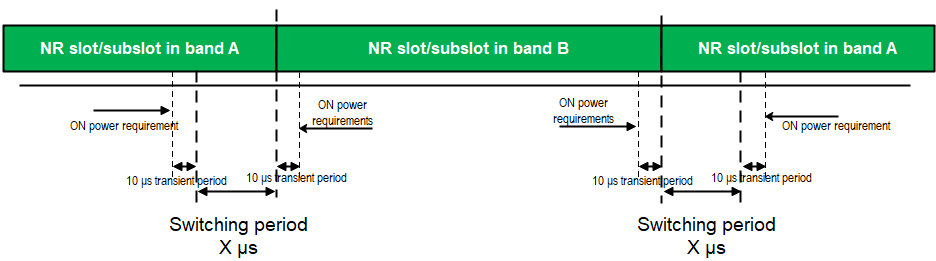 NR slot/subslot in band A
NR slot/subslot in band B
NR slot/subslot in band A
ON power requirement
ON power
requirements
ON power
requirements
ON power requirement
10 µs transient period
10 µs transient period
10 µs transient period
10 µs transient period
Switching period
X µs
Switching period
X µs